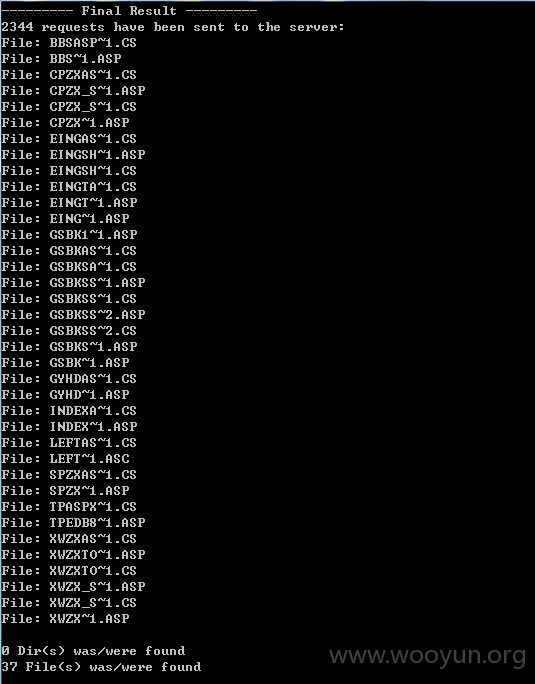 --------- Final Result ---------
2344 requests have been sent to the server:
File: BBSASP~1.CS
File: BBS~1.ASP
File: CPZXAS~1.CS
File: CPZX_S~1.ASP
File: CPZX_S~1.CS
File: CPZX~1.ASP
File: EINGAS~1.CS
File: EINGSH~1.ASP
File: EINGSH~1.CS
File: EINGTA~1.CS
File: EINGT~1.ASP
File: EING~1.ASP
File: GSBK1~1.ASP
File: GSBKAS~1.CS
File: GSBKSA~1.CS
File: GSBKSS~1.ASP
File: GSBKSS~1.CS
File: GSBKSS~2.ASP
File: GSBKSS~2.CS
File: GSBKS~1.ASP
File: GSBK~1.ASP
File: GYHDAS~1.CS
File: GYHD~1.ASP
File: INDEXA~1.CS
File: INDEX~1.ASP
File: LEFTAS~1.CS
File: LEFT~1.ASC
File: SPZXAS~1.CS
File: SPZX~1.ASP
File: TPASPX~1.CS
File: TPEDB8~1.ASP
File: XWZXAS~1.CS
File: XWZXTO~1.ASP
File: XWZXTO~1.CS
File: XWZX_S~1.ASP
File: XWZX_S~1.CS
File: XWZX~1.ASP
0 Dir(s) was/were found
37 File(s) was/were found
www.wooyun.org